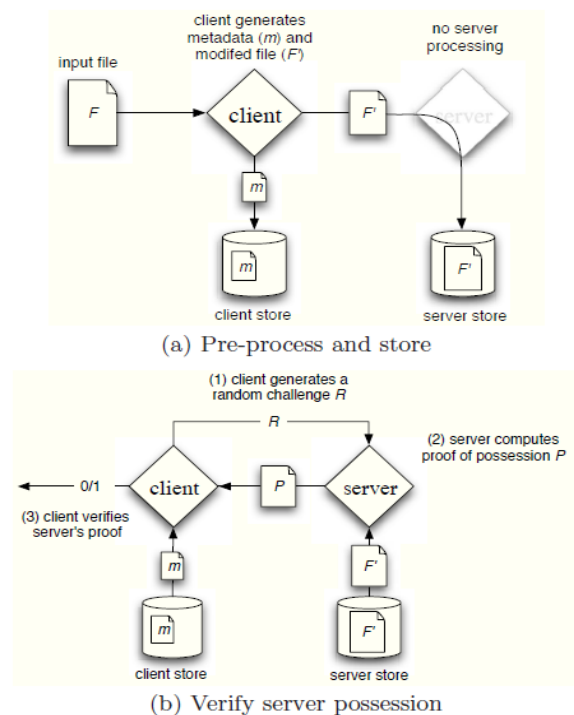 client generates
metadata (m) and
modifed file (F')
no server
processing
input file
F
client
F'
server
m
m
client store
F'
server store
(a) Pre-process and store
(1) client generates a
random challenge R
R
(2) server computes
proof of possession P
0/1
client
P
server
(3) client verifies
server's proof
m
F'
m
F'
client store
server store
(b) Verify server possession